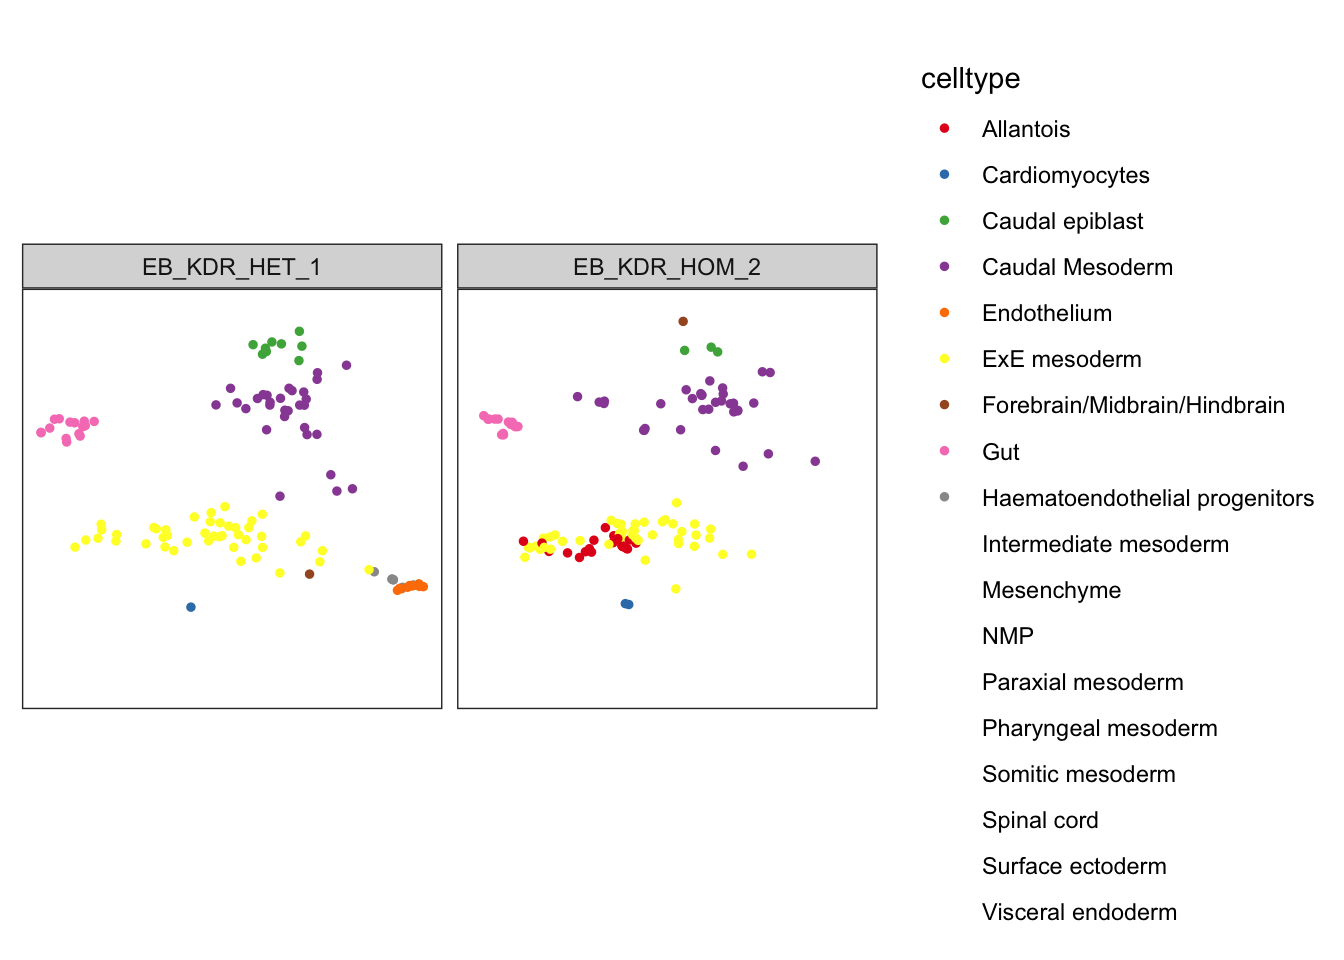 celltype
Allantois
Cardiomyocytes
Caudal epiblast
EB_KDR_HET_1
EB_KDR_HOM_2
Caudal Mesoderm
Endothelium
ExE mesoderm
Forebrain/Midbrain/Hindbrain
Gut
Haematoendothelial progenitors
Intermediate mesoderm
Mesenchyme
NMP
Paraxial mesoderm
Pharyngeal mesoderm
Somitic mesoderm
Spinal cord
Surface ectoderm
Visceral endoderm